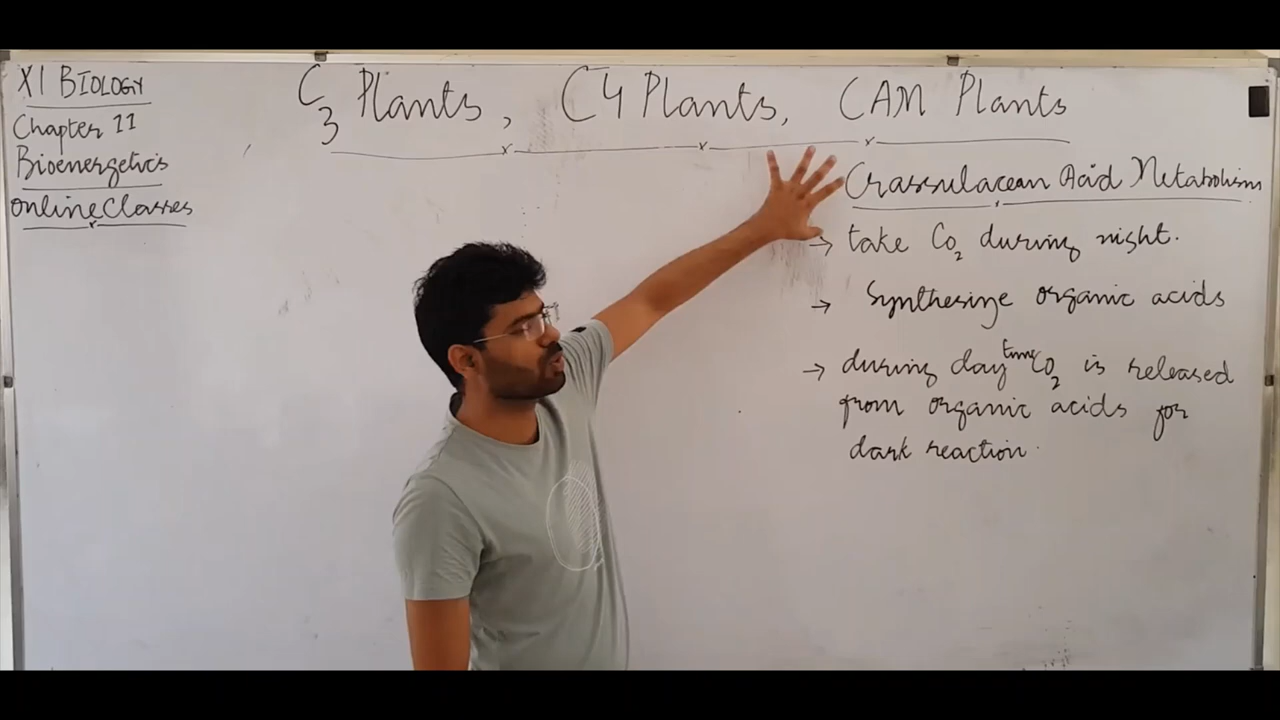 XI BIOLOGY
Chapter 11
Bioenergetics
Online Classes
C3 Plants, C4 Plants, CAM Plants
Crassulacean Acid Metabolism
→ take Co2 during night.
→ Synthesize organic acids
→ during day time Co2 is released
from organic acids for
dark reaction.